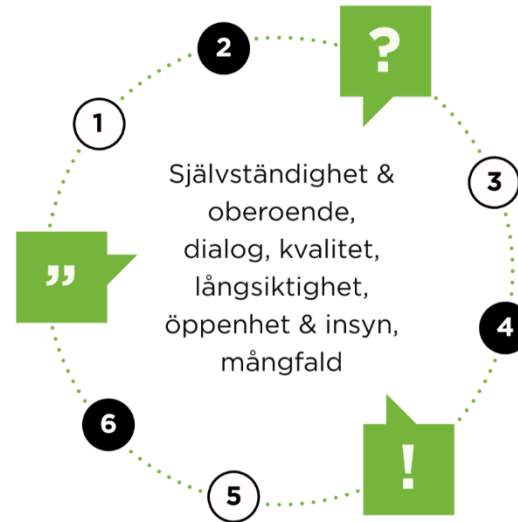 2
?
1
3
Självständighet &
oberoende,
dialog, kvalitet,
långsiktighet,
öppenhet & insyn,
mångfald
”
4
6
!
5